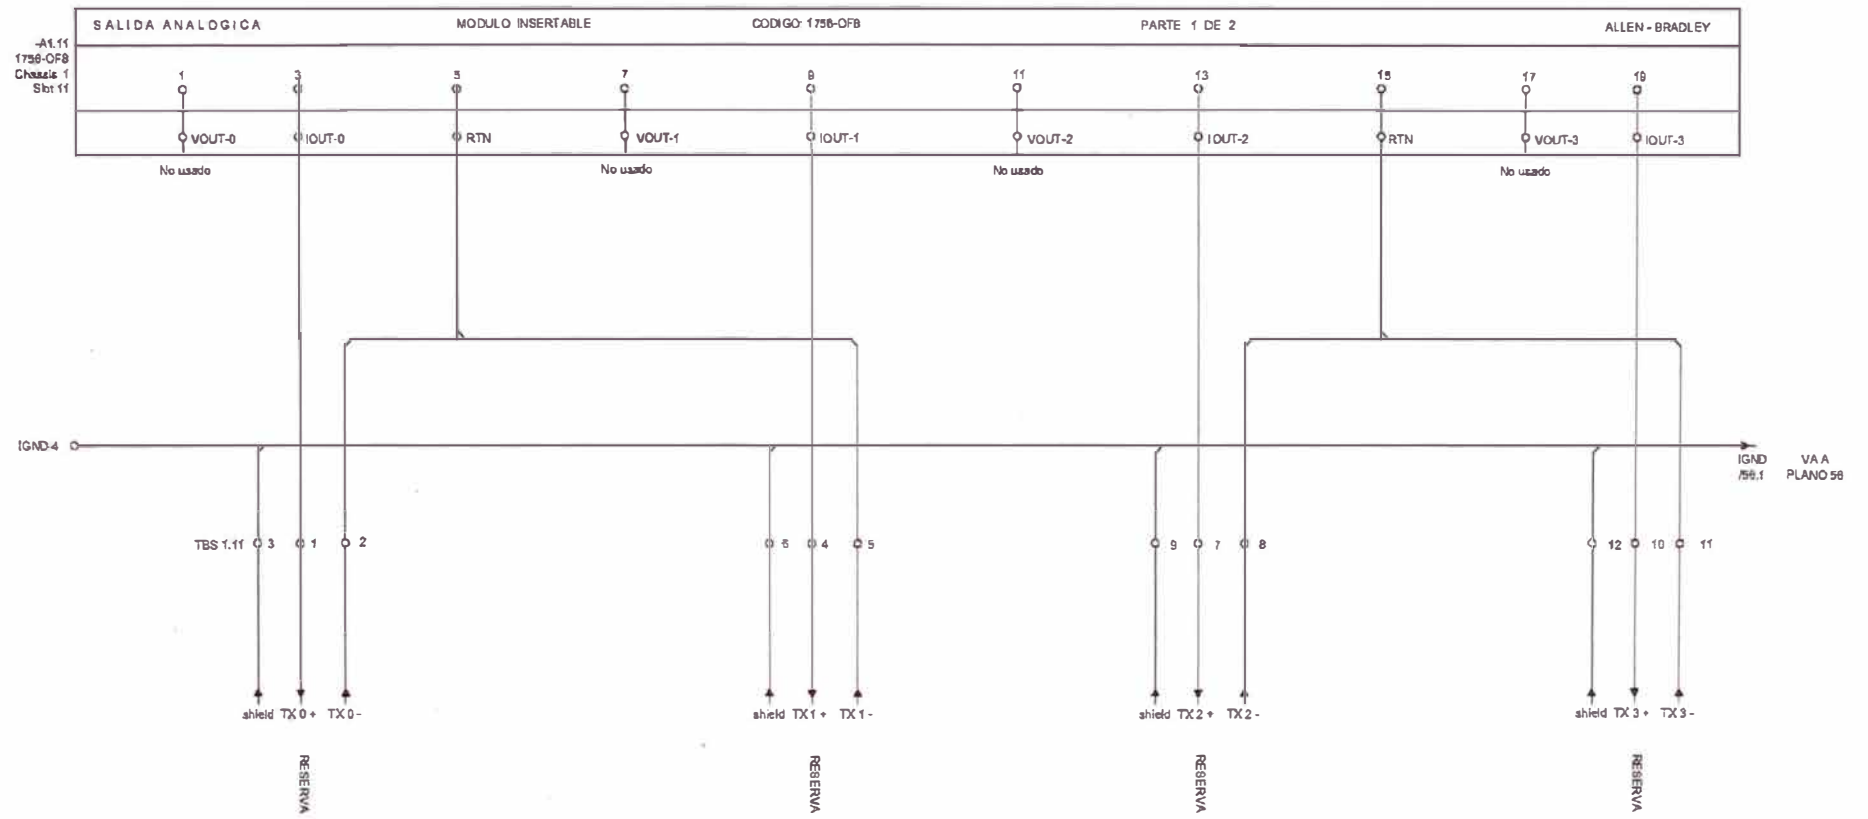 SALIDA ANALOGICA MODULO INSERTABLE CODIGO: 1756-OF8 PARTE 1 DE 2 ALLEN - BRADLEY
-A1.11
1756-OF8
Chassis 1
Slot 11
1 3 5 7 9 11 13 15 17 19
VOUT-0 IOUT-0 RTN VOUT-1 IOUT-1 VOUT-2 IOUT-2 RTN VOUT-3 IOUT-3
No usado No usado No usado No usado
IGND-4
IGND VA A
/56.1 PLANO 56
TBS 1.11 3 1 2 6 4 5 9 7 8 12 10 11
shield TX 0 + TX 0 - shield TX 1 + TX 1 - shield TX 2 + TX 2 - shield TX 3 + TX 3 -
RESERVA RESERVA RESERVA RESERVA